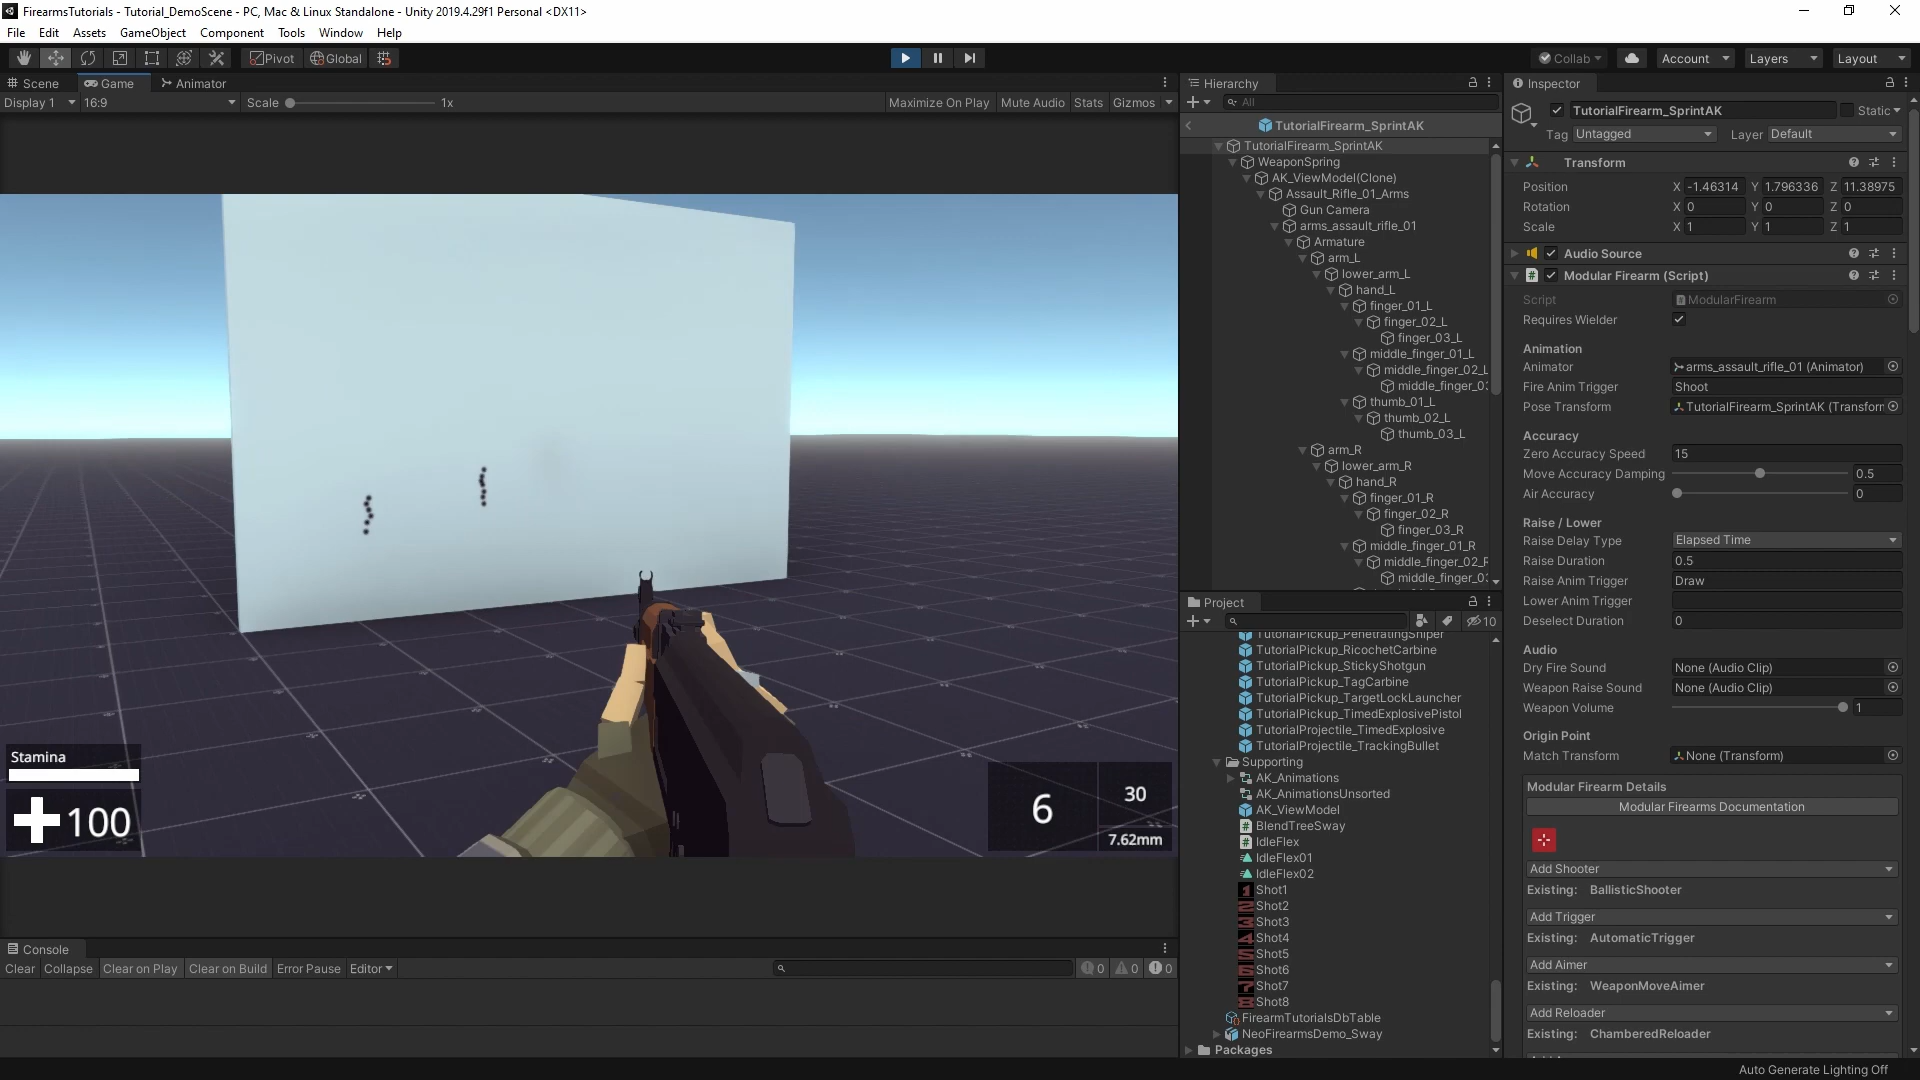 FirearmsTutorials - Tutorial_DemoScene - PC, Mac & Linux Standalone - Unity 2019.4.29f1 Personal <DX11>
File Edit Assets GameObject Component Tools Window Help
Pivot Global Collab Account Layers Layout
Scene Game Animator
Display 1 16:9 Scale 1x Maximize On Play Mute Audio Stats Gizmos
Stamina
100
6
30
7.62mm
Console
Clear Collapse Clear on Play Clear on Build Error Pause Editor 0 0 0
Hierarchy
All
TutorialFirearm_SprintAK
TutorialFirearm_SprintAK
WeaponSpring
AK_ViewModel(Clone)
Assault_Rifle_01_Arms
Gun Camera
arms_assault_rifle_01
Armature
arm_L
lower_arm_L
hand_L
finger_01_L
finger_02_L
finger_03_L
middle_finger_01_L
middle_finger_02_L
middle_finger_03
thumb_01_L
thumb_02_L
thumb_03_L
arm_R
lower_arm_R
hand_R
finger_01_R
finger_02_R
finger_03_R
middle_finger_01_R
middle_finger_02_R
middle_finger_03
Project
10
TutorialPickup_PenetratingSniper
TutorialPickup_RicochetCarbine
TutorialPickup_StickyShotgun
TutorialPickup_TagCarbine
TutorialPickup_TargetLockLauncher
TutorialPickup_TimedExplosivePistol
TutorialProjectile_TimedExplosive
TutorialProjectile_TrackingBullet
Supporting
AK_Animations
AK_AnimationsUnsorted
AK_ViewModel
BlendTreeSway
IdleFlex
IdleFlex01
IdleFlex02
Shot1
Shot2
Shot3
Shot4
Shot5
Shot6
Shot7
Shot8
FirearmTutorialsDbTable
NeoFirearmsDemo_Sway
Packages
Inspector
TutorialFirearm_SprintAK Static
Tag Untagged Layer Default
Transform
Position X -1.46314 Y 1.796336 Z 11.38975
Rotation X 0 Y 0 Z 0
Scale X 1 Y 1 Z 1
Audio Source
Modular Firearm (Script)
Script ModularFirearm
Requires Wielder
Animation
Animator arms_assault_rifle_01 (Animator)
Fire Anim Trigger Shoot
Pose Transform TutorialFirearm_SprintAK (Transform
Accuracy
Zero Accuracy Speed 15
Move Accuracy Damping 0.5
Air Accuracy 0
Raise / Lower
Raise Delay Type Elapsed Time
Raise Duration 0.5
Raise Anim Trigger Draw
Lower Anim Trigger
Deselect Duration 0
Audio
Dry Fire Sound None (Audio Clip)
Weapon Raise Sound None (Audio Clip)
Weapon Volume 1
Origin Point
Match Transform None (Transform)
Modular Firearm Details
Modular Firearms Documentation
Add Shooter
Existing: BallisticShooter
Add Trigger
Existing: AutomaticTrigger
Add Aimer
Existing: WeaponMoveAimer
Add Reloader
Existing: ChamberedReloader
Auto Generate Lighting Off